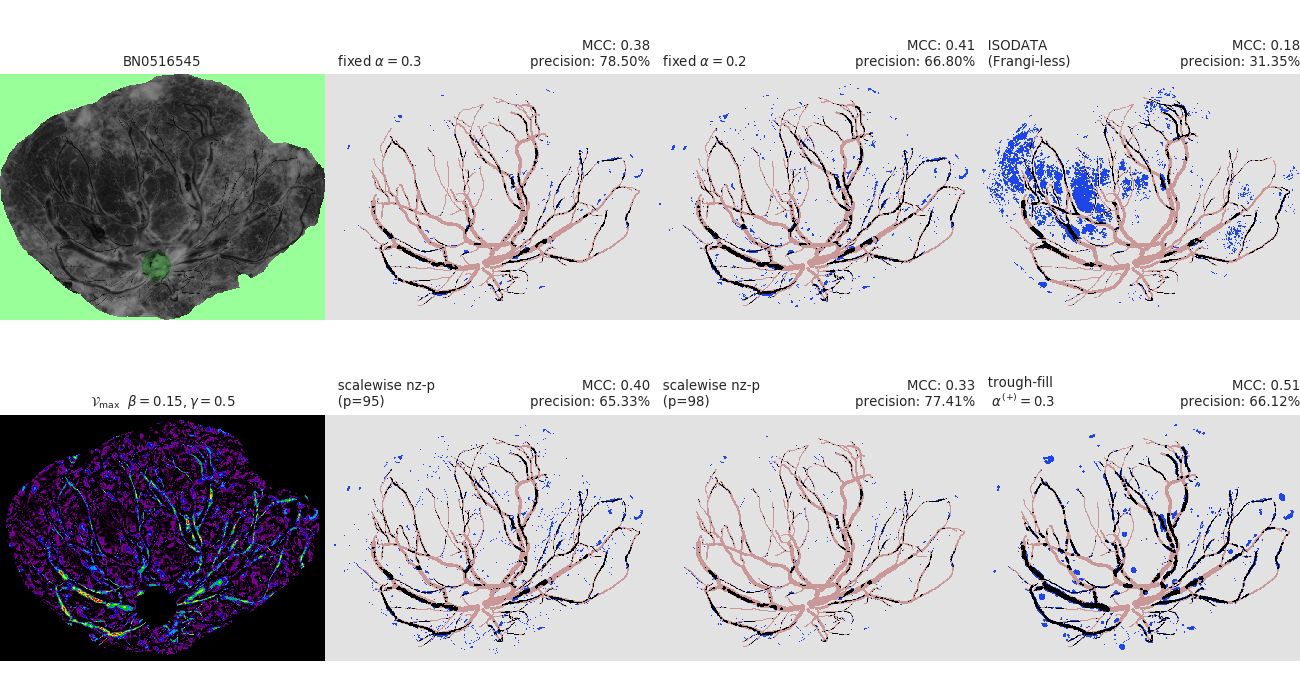 BN0516545
fixed α = 0.3
MCC: 0.38
precision: 78.50%
fixed α = 0.2
MCC: 0.41
precision: 66.80%
ISODATA
(Frangi-less)
MCC: 0.18
precision: 31.35%
𝒱max β = 0.15, γ = 0.5
scalewise nz-p
(p=95)
MCC: 0.40
precision: 65.33%
scalewise nz-p
(p=98)
MCC: 0.33
precision: 77.41%
trough-fill
α(+) = 0.3
MCC: 0.51
precision: 66.12%